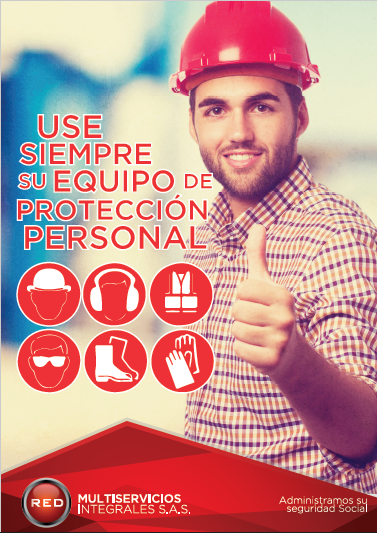 USE
SIEMPRE
SU EQUIPO DE
PROTECCIÓN
PERSONAL
RED
MULTISERVICIOS
INTEGRALES S.A.S.
Administramos su
seguridad Social